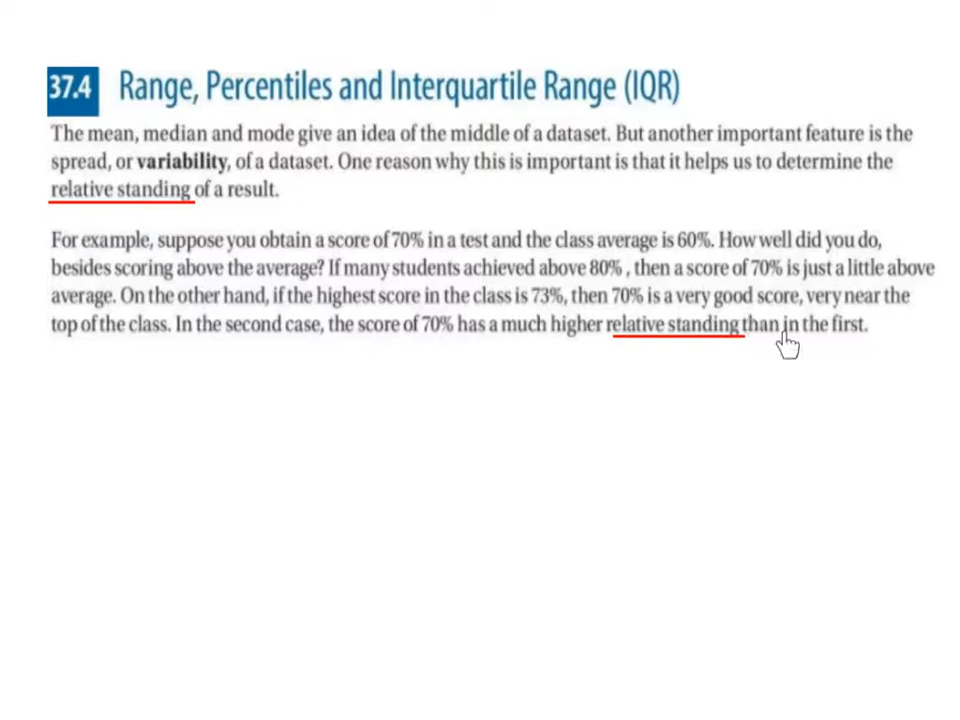 37.4 Range, Percentiles and Interquartile Range (IQR)
The mean, median and mode give an idea of the middle of a dataset. But another important feature is the
spread, or variability, of a dataset. One reason why this is important is that it helps us to determine the
relative standing of a result.
For example, suppose you obtain a score of 70% in a test and the class average is 60%. How well did you do,
besides scoring above the average? If many students achieved above 80% , then a score of 70% is just a little above
average. On the other hand, if the highest score in the class is 73%, then 70% is a very good score, very near the
top of the class. In the second case, the score of 70% has a much higher relative standing than in the first.